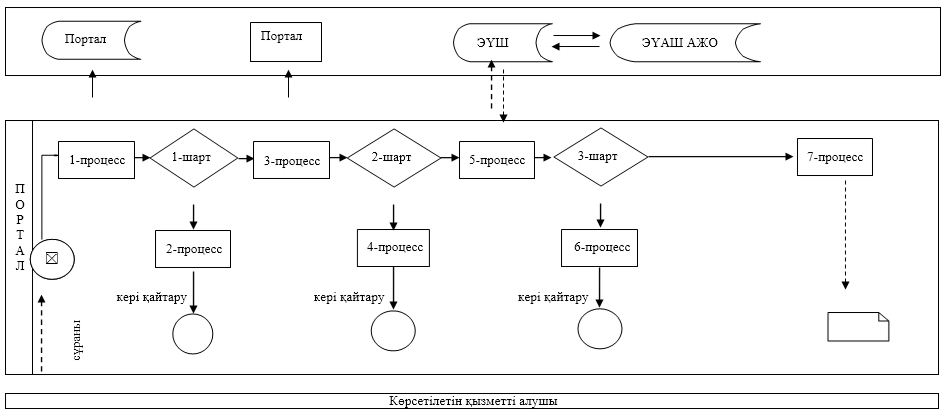 Портал
Портал
ЭҮШ
ЭҮАШ АЖО
ПОРТАЛ
1-процесс
1-шарт
3-процесс
2-шарт
5-процесс
3-шарт
7-процесс
2-процесс
4-процесс
6-процесс
кері қайтару
кері қайтару
кері қайтару
сұраны
Көрсетілетін қызметті алушы